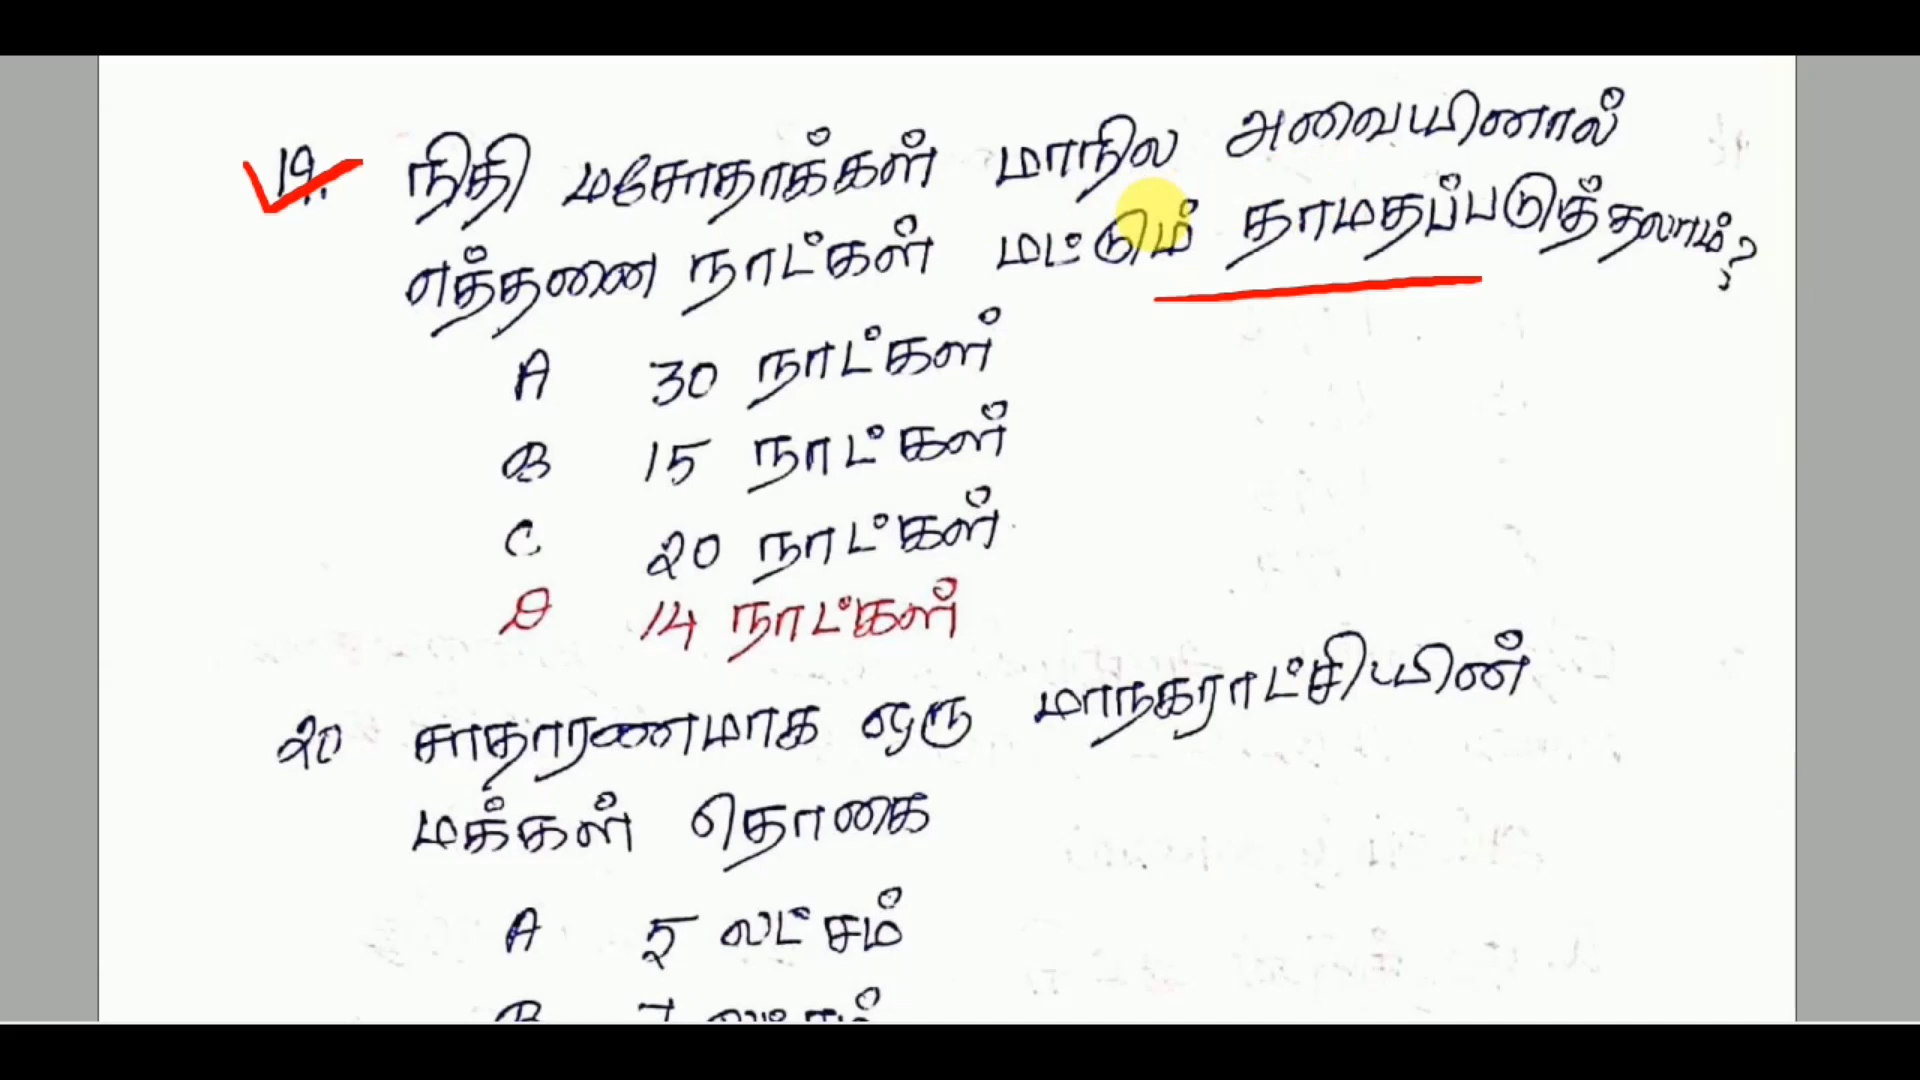 19. நிதி மசோதாக்கள் மாநில அவையினால்
எத்தனை நாட்கள் மட்டும் தாமதப்படுத்தலாம்?
A 30 நாட்கள்
B 15 நாட்கள்
C 20 நாட்கள்
D 14 நாட்கள்
20 சாதாரணமாக ஒரு மாநகராட்சியின்
மக்கள் தொகை
A 5 லட்சம்
B 7